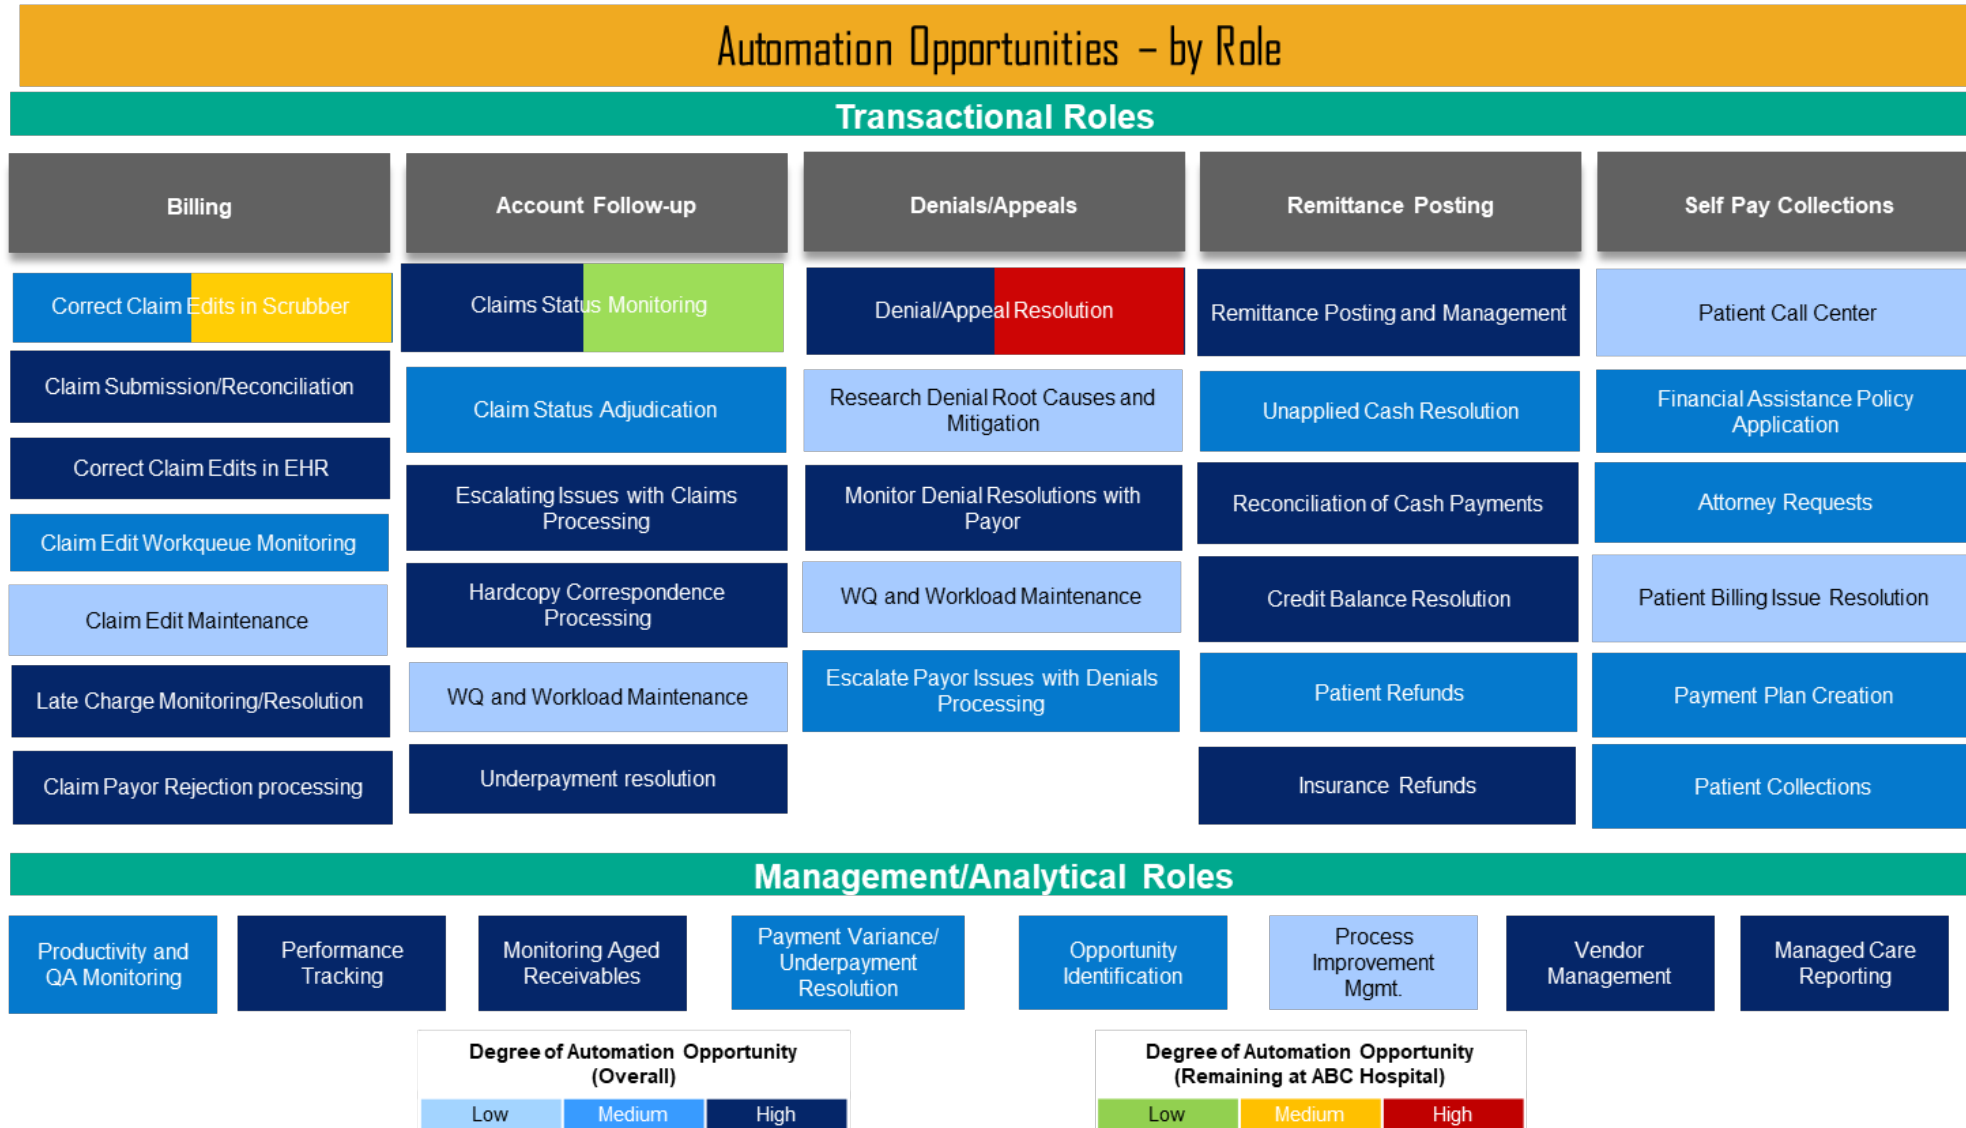 Automation Opportunities – by Role
Transactional Roles
Billing
Account Follow-up
Denials/Appeals
Remittance Posting
Self Pay Collections
Correct Claim Edits in Scrubber
Claim Submission/Reconciliation
Correct Claim Edits in EHR
Claim Edit Workqueue Monitoring
Claim Edit Maintenance
Late Charge Monitoring/Resolution
Claim Payor Rejection processing
Claims Status Monitoring
Claim Status Adjudication
Escalating Issues with Claims
Processing
Hardcopy Correspondence
Processing
WQ and Workload Maintenance
Underpayment resolution
Denial/Appeal Resolution
Research Denial Root Causes and
Mitigation
Monitor Denial Resolutions with
Payor
WQ and Workload Maintenance
Escalate Payor Issues with Denials
Processing
Remittance Posting and Management
Unapplied Cash Resolution
Reconciliation of Cash Payments
Credit Balance Resolution
Patient Refunds
Insurance Refunds
Patient Call Center
Financial Assistance Policy
Application
Attorney Requests
Patient Billing Issue Resolution
Payment Plan Creation
Patient Collections
Management/Analytical Roles
Productivity and
QA Monitoring
Performance
Tracking
Monitoring Aged
Receivables
Payment Variance/
Underpayment
Resolution
Opportunity
Identification
Process
Improvement
Mgmt.
Vendor
Management
Managed Care
Reporting
Degree of Automation Opportunity
(Overall)
Low
Medium
High
Degree of Automation Opportunity
(Remaining at ABC Hospital)
Low
Medium
High